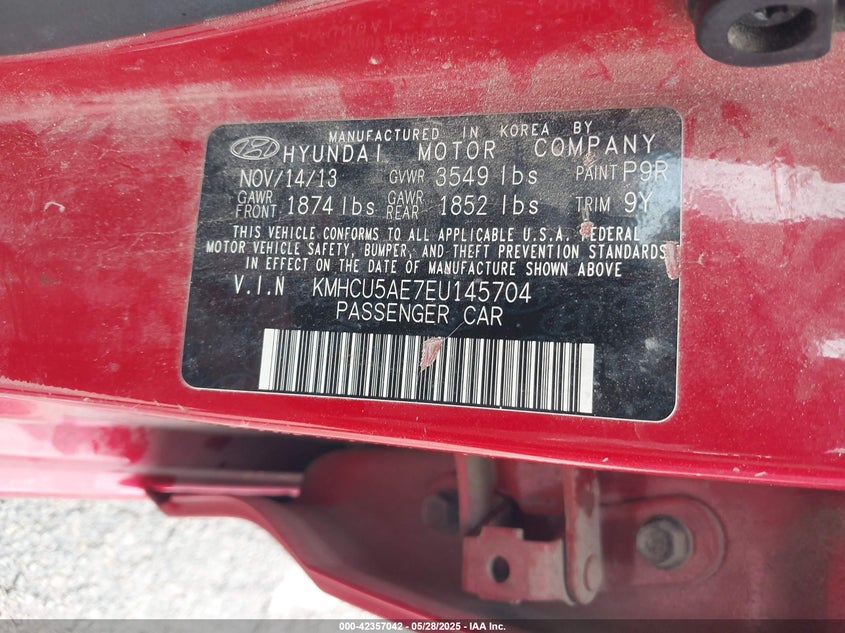 MANUFACTURED IN KOREA BY
HYUNDAI MOTOR COMPANY
NOV/14/13 GVWR 3549 lbs PAINT P9R
GAWR FRONT 1874 lbs GAWR REAR 1852 lbs TRIM 9Y
THIS VEHICLE CONFORMS TO ALL APPLICABLE U.S.A. FEDERAL
MOTOR VEHICLE SAFETY, BUMPER, AND THEFT PREVENTION STANDARDS
IN EFFECT ON THE DATE OF MANUFACTURE SHOWN ABOVE
V.I.N KMHCU5AE7EU145704
PASSENGER CAR
000-42357042 - 05/28/2025 - IAA Inc.